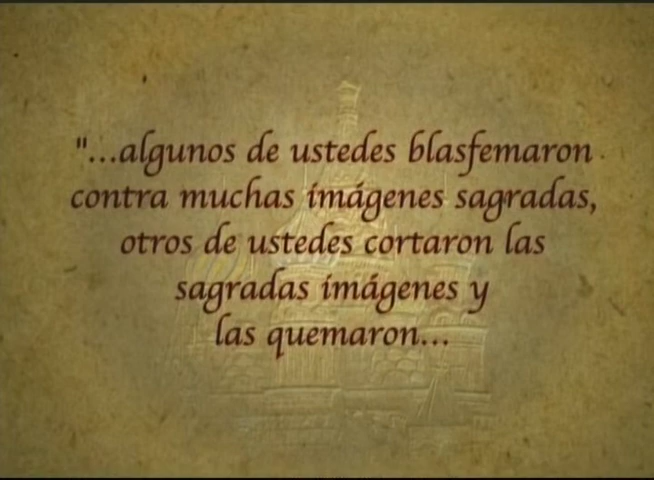 "...algunos de ustedes blasfemaron
contra muchas imágenes sagradas,
otros de ustedes cortaron las
sagradas imágenes y
las quemaron...